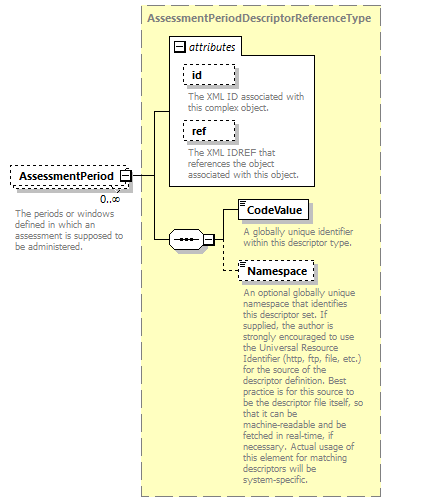 AssessmentPeriodDescriptorReferenceType
attributes
id
The XML ID associated with
this complex object.
ref
The XML IDREF that
references the object
associated with this object.
AssessmentPeriod
0..∞
The periods or windows
defined in which an
assessment is supposed to
be administered.
CodeValue
A globally unique identifier
within this descriptor type.
Namespace
An optional globally unique
namespace that identifies
this descriptor set. If
supplied, the author is
strongly encouraged to use
the Universal Resource
Identifier (http, ftp, file, etc.)
for the source of the
descriptor definition. Best
practice is for this source to
be the descriptor file itself, so
that it can be
machine-readable and be
fetched in real-time, if
necessary. Actual usage of
this element for matching
descriptors will be
system-specific.